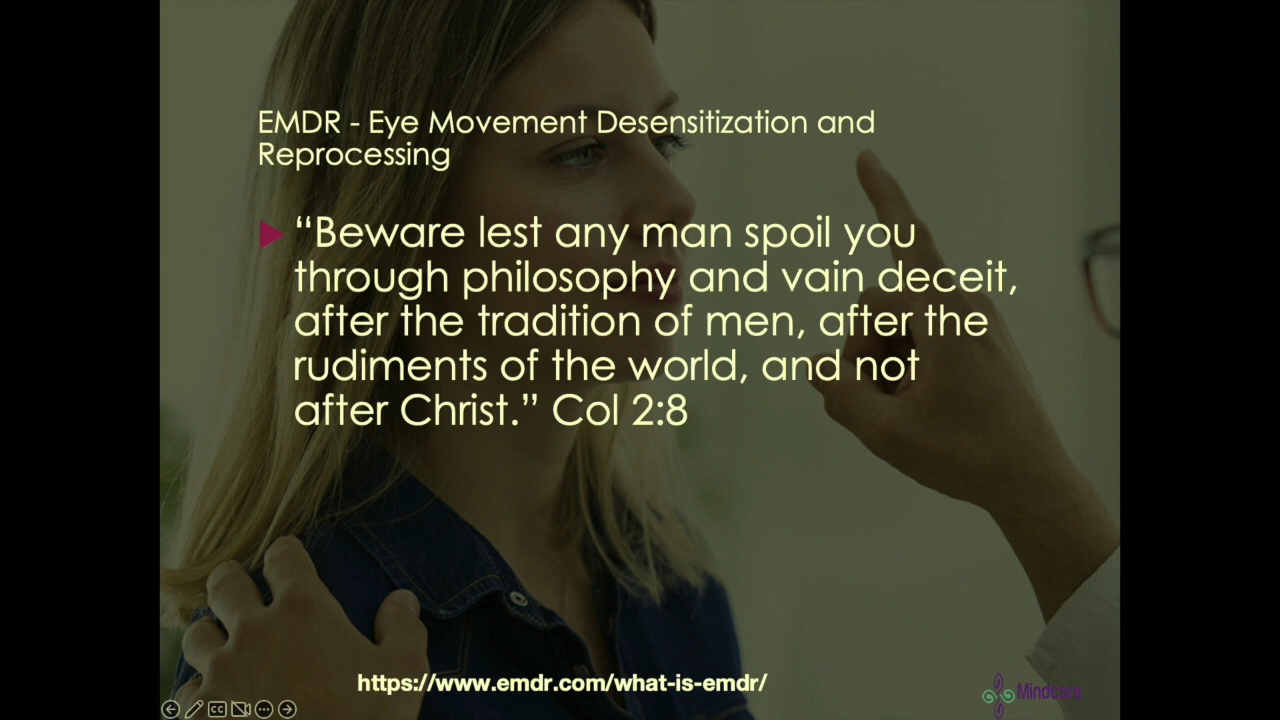 EMDR - Eye Movement Desensitization and
Reprocessing
“Beware lest any man spoil you
through philosophy and vain deceit,
after the tradition of men, after the
rudiments of the world, and not
after Christ.” Col 2:8
https://www.emdr.com/what-is-emdr/
Mindcare
CC